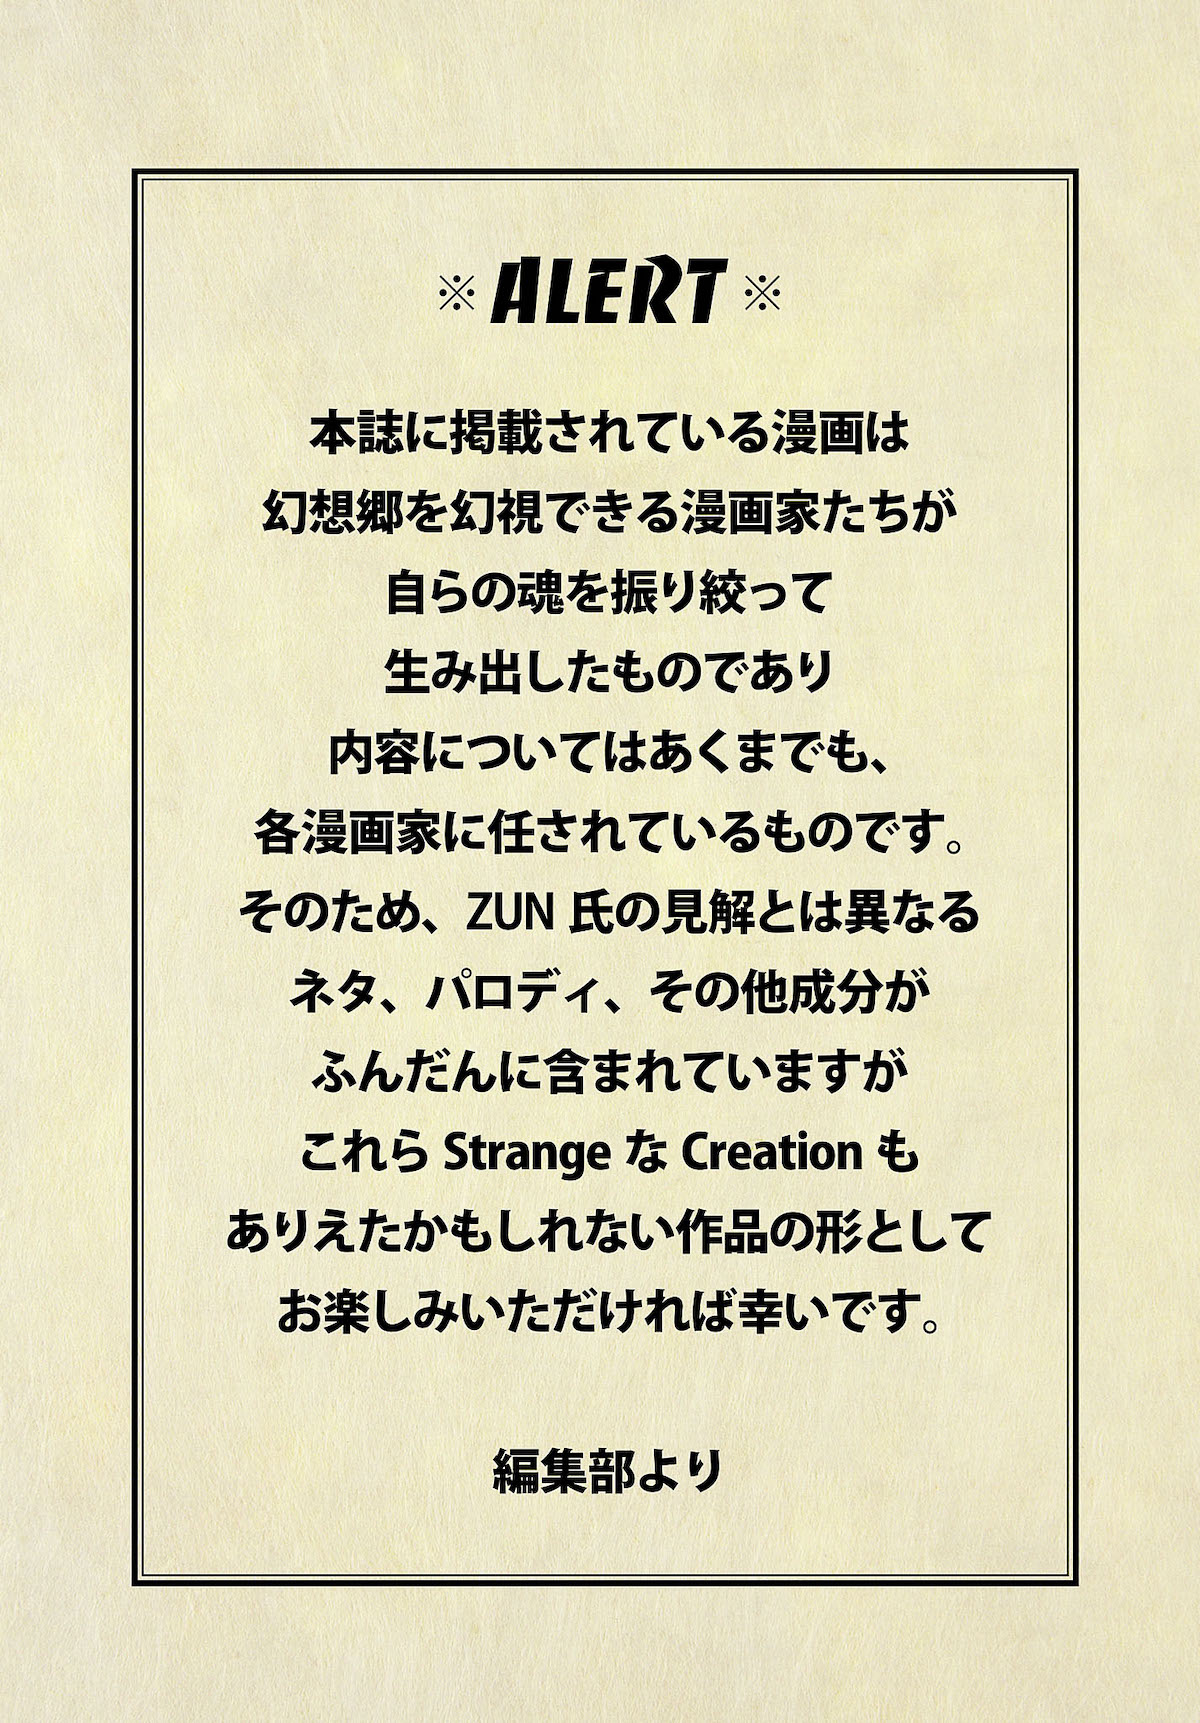 ※ALERT※
本誌に掲載されている漫画は
幻想郷を幻視できる漫画家たちが
自らの魂を振り絞って
生み出したものであり
内容についてはあくまでも、
各漫画家に任されているものです。
そのため、ZUN 氏の見解とは異なる
ネタ、パロディ、その他成分が
ふんだんに含まれていますが
これら Strange な Creation も
ありえたかもしれない作品の形として
お楽しみいただければ幸いです。
編集部より